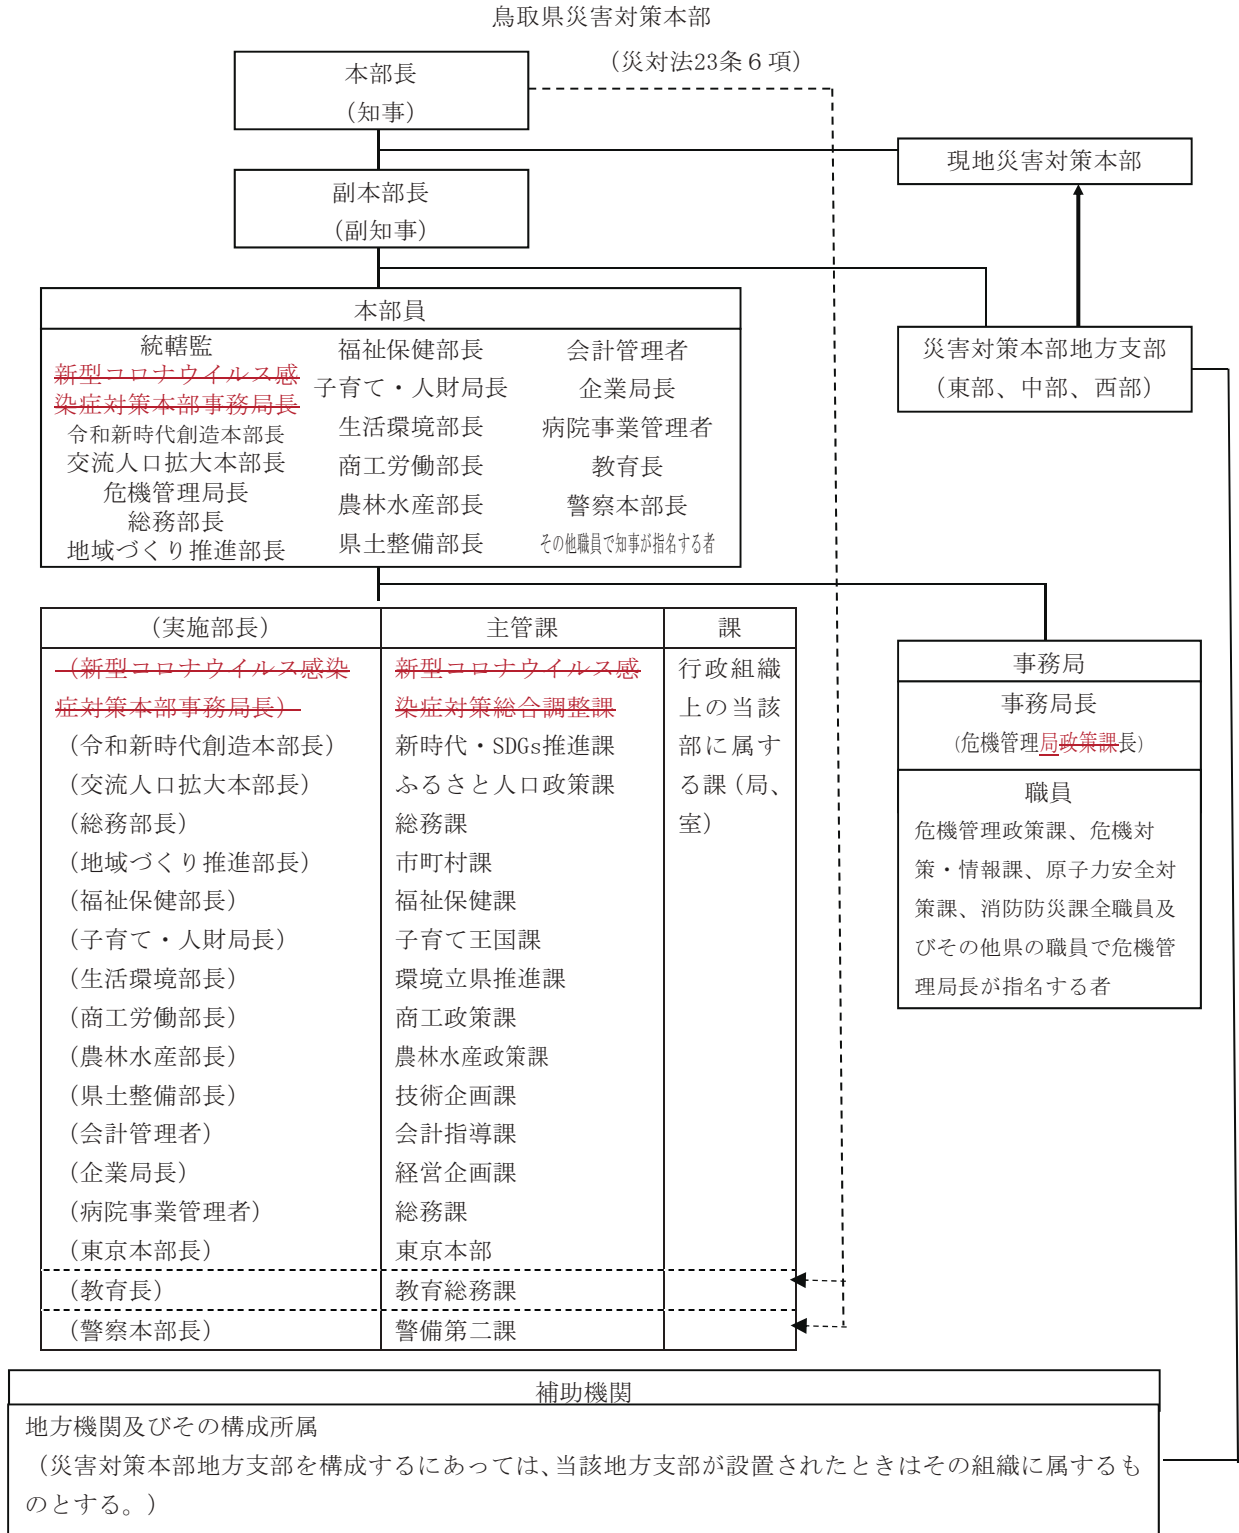 鳥取県災害対策本部
（災対法23条６項）
本部長
（知事）
現地災害対策本部
副本部長
（副知事）
本部員
統轄監
新型コロナウイルス感
染症対策本部事務局長
令和新時代創造本部長
交流人口拡大本部長
危機管理局長
総務部長
地域づくり推進部長
福祉保健部長
子育て・人財局長
生活環境部長
商工労働部長
農林水産部長
県土整備部長
会計管理者
企業局長
病院事業管理者
教育長
警察本部長
その他職員で知事が指名する者
災害対策本部地方支部
（東部、中部、西部）
（実施部長） 主管課 課
（新型コロナウイルス感染 新型コロナウイルス感 行政組織
症対策本部事務局長） 染症対策総合調整課 上の当該
（令和新時代創造本部長） 新時代・SDGs推進課 部に属す
（交流人口拡大本部長） ふるさと人口政策課 る課（局、
（総務部長） 総務課 室）
（地域づくり推進部長） 市町村課
（福祉保健部長） 福祉保健課
（子育て・人財局長） 子育て王国課
（生活環境部長） 環境立県推進課
（商工労働部長） 商工政策課
（農林水産部長） 農林水産政策課
（県土整備部長） 技術企画課
（会計管理者） 会計指導課
（企業局長） 経営企画課
（病院事業管理者） 総務課
（東京本部長） 東京本部
（教育長） 教育総務課
（警察本部長） 警備第二課
事務局
事務局長
（危機管理局政策課長）
職員
危機管理政策課、危機対
策・情報課、原子力安全対
策課、消防防災課全職員及
びその他県の職員で危機管
理局長が指名する者
補助機関
地方機関及びその構成所属
（災害対策本部地方支部を構成するにあっては、当該地方支部が設置されたときはその組織に属するも
のとする。）